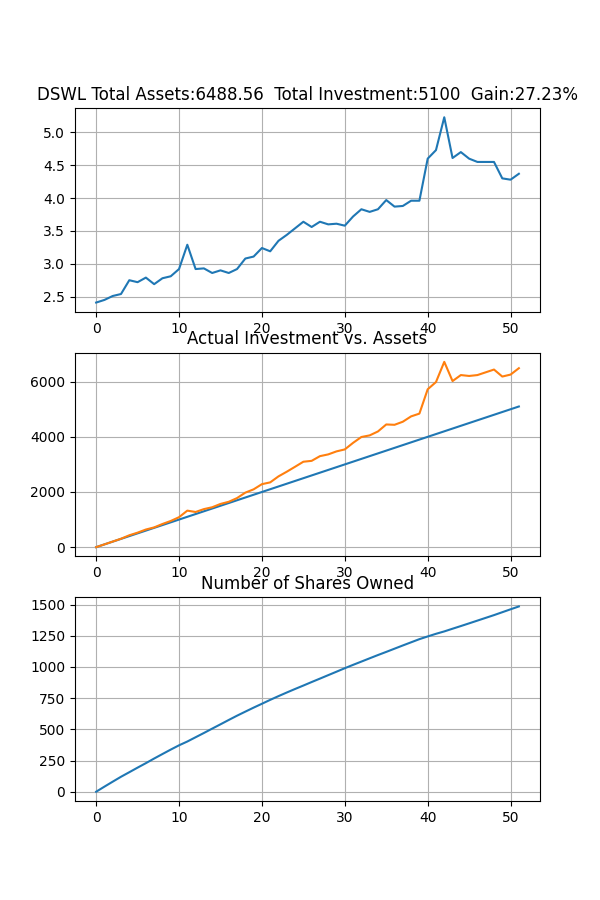 DSWL Total Assets:6488.56  Total Investment:5100  Gain:27.23%
5.0
4.5
4.0
3.5
3.0
2.5
0 10 20 30 40 50
Actual Investment vs. Assets
6000
4000
2000
0
0 10 20 30 40 50
Number of Shares Owned
1500
1250
1000
750
500
250
0
0 10 20 30 40 50